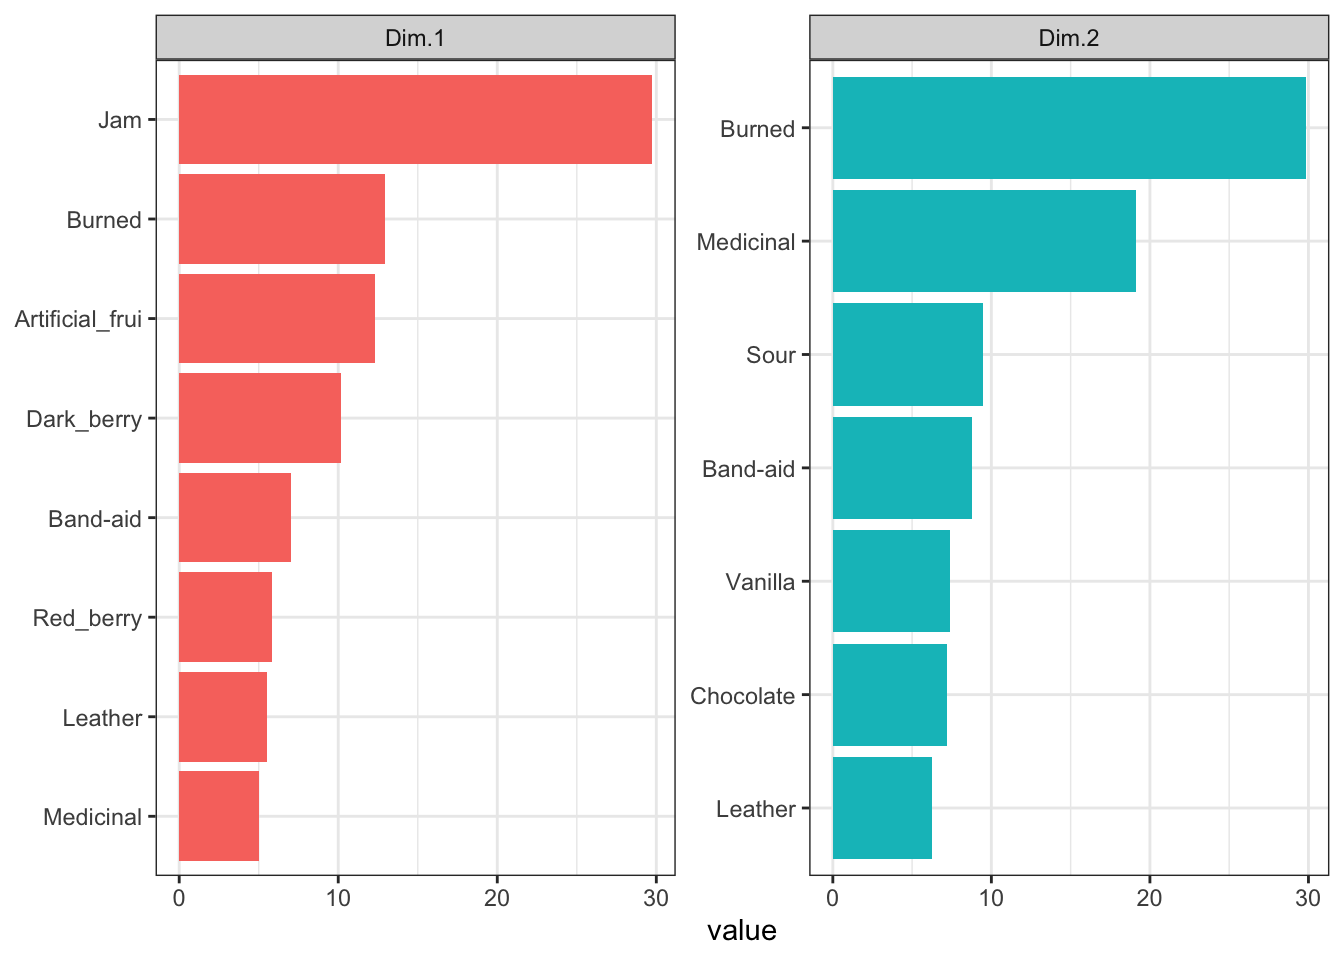 Dim.1
Jam
Burned
Artificial_frui
Dark_berry
Band-aid
Red_berry
Leather
Medicinal
0 10 20 30
Dim.2
Burned
Medicinal
Sour
Band-aid
Vanilla
Chocolate
Leather
0 10 20 30
value